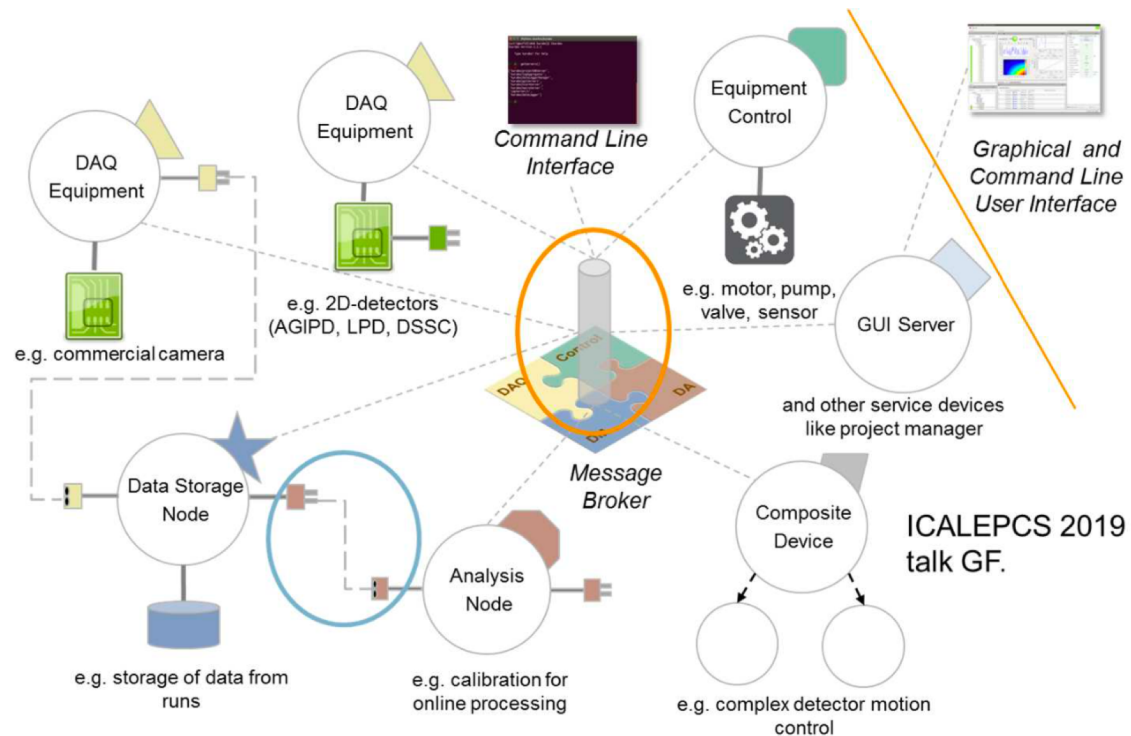 DAQ
Equipment
e.g. commercial camera
DAQ
Equipment
e.g. 2D-detectors
(AGIPD, LPD, DSSC)
Command Line
Interface
Equipment
Control
e.g. motor, pump,
valve, sensor
Graphical and
Command Line
User Interface
GUI Server
and other service devices
like project manager
Control
DAQ
DA
Message
Broker
Data Storage
Node
e.g. storage of data from
runs
Analysis
Node
e.g. calibration for
online processing
Composite
Device
e.g. complex detector motion
control
ICALEPCS 2019
talk GF.